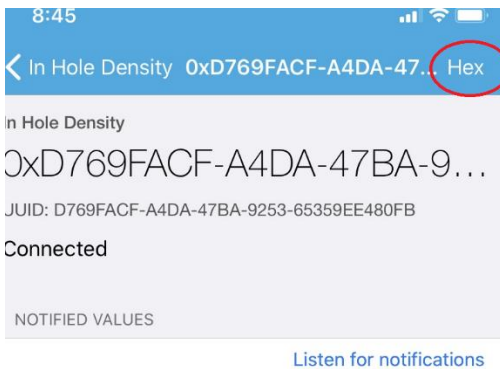 8:45
In Hole Density 0xD769FACF-A4DA-47... Hex
In Hole Density
0xD769FACF-A4DA-47BA-9...
UUID: D769FACF-A4DA-47BA-9253-65359EE480FB
Connected
NOTIFIED VALUES
Listen for notifications